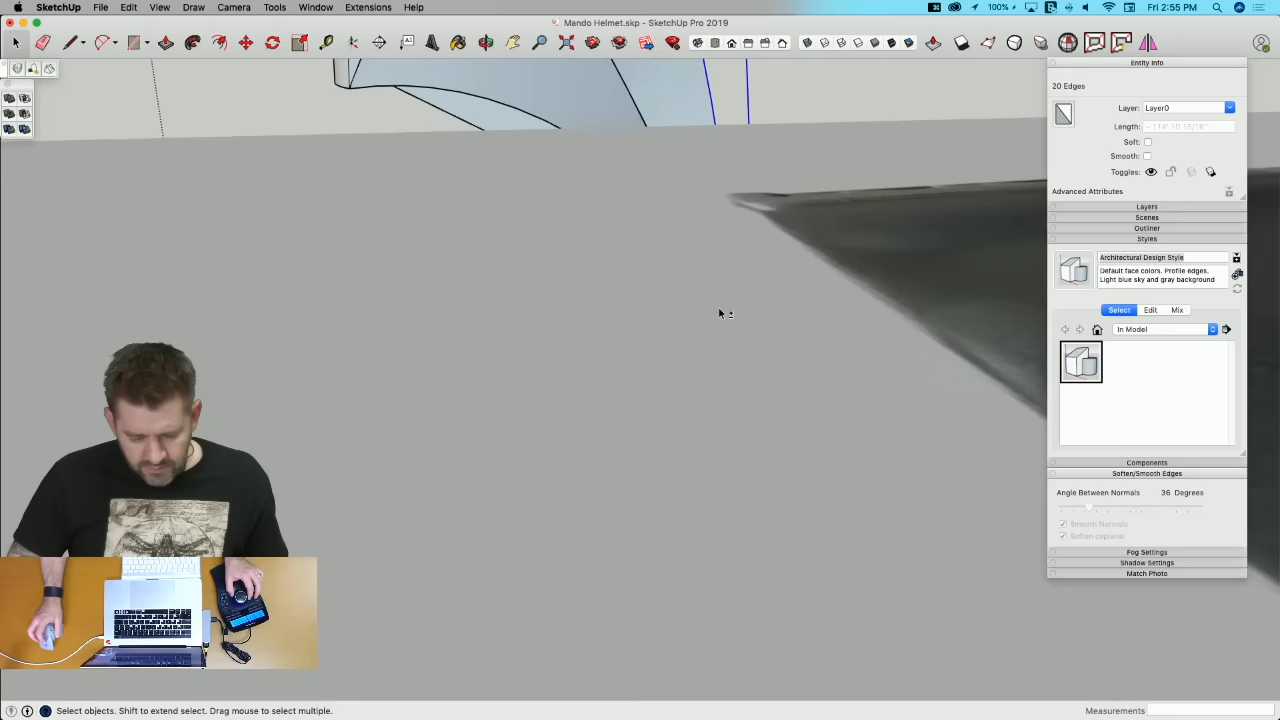 SketchUp File Edit View Draw Camera Tools Window Extensions Help 100% Fri 2:55 PM
Mando Helmet.skp - SketchUp Pro 2019
Entity Info
20 Edges
Layer: Layer0
Length: ~ 114' 10 15/16"
Soft:
Smooth:
Toggles:
Advanced Attributes
Layers
Scenes
Outliner
Styles
Architectural Design Style
Default face colors. Profile edges.
Light blue sky and gray background
Select Edit Mix
In Model
Components
Soften/Smooth Edges
Angle Between Normals 36 Degrees
Smooth Normals
Soften coplanar
Fog Settings
Shadow Settings
Match Photo
Select objects. Shift to extend select. Drag mouse to select multiple. Measurements